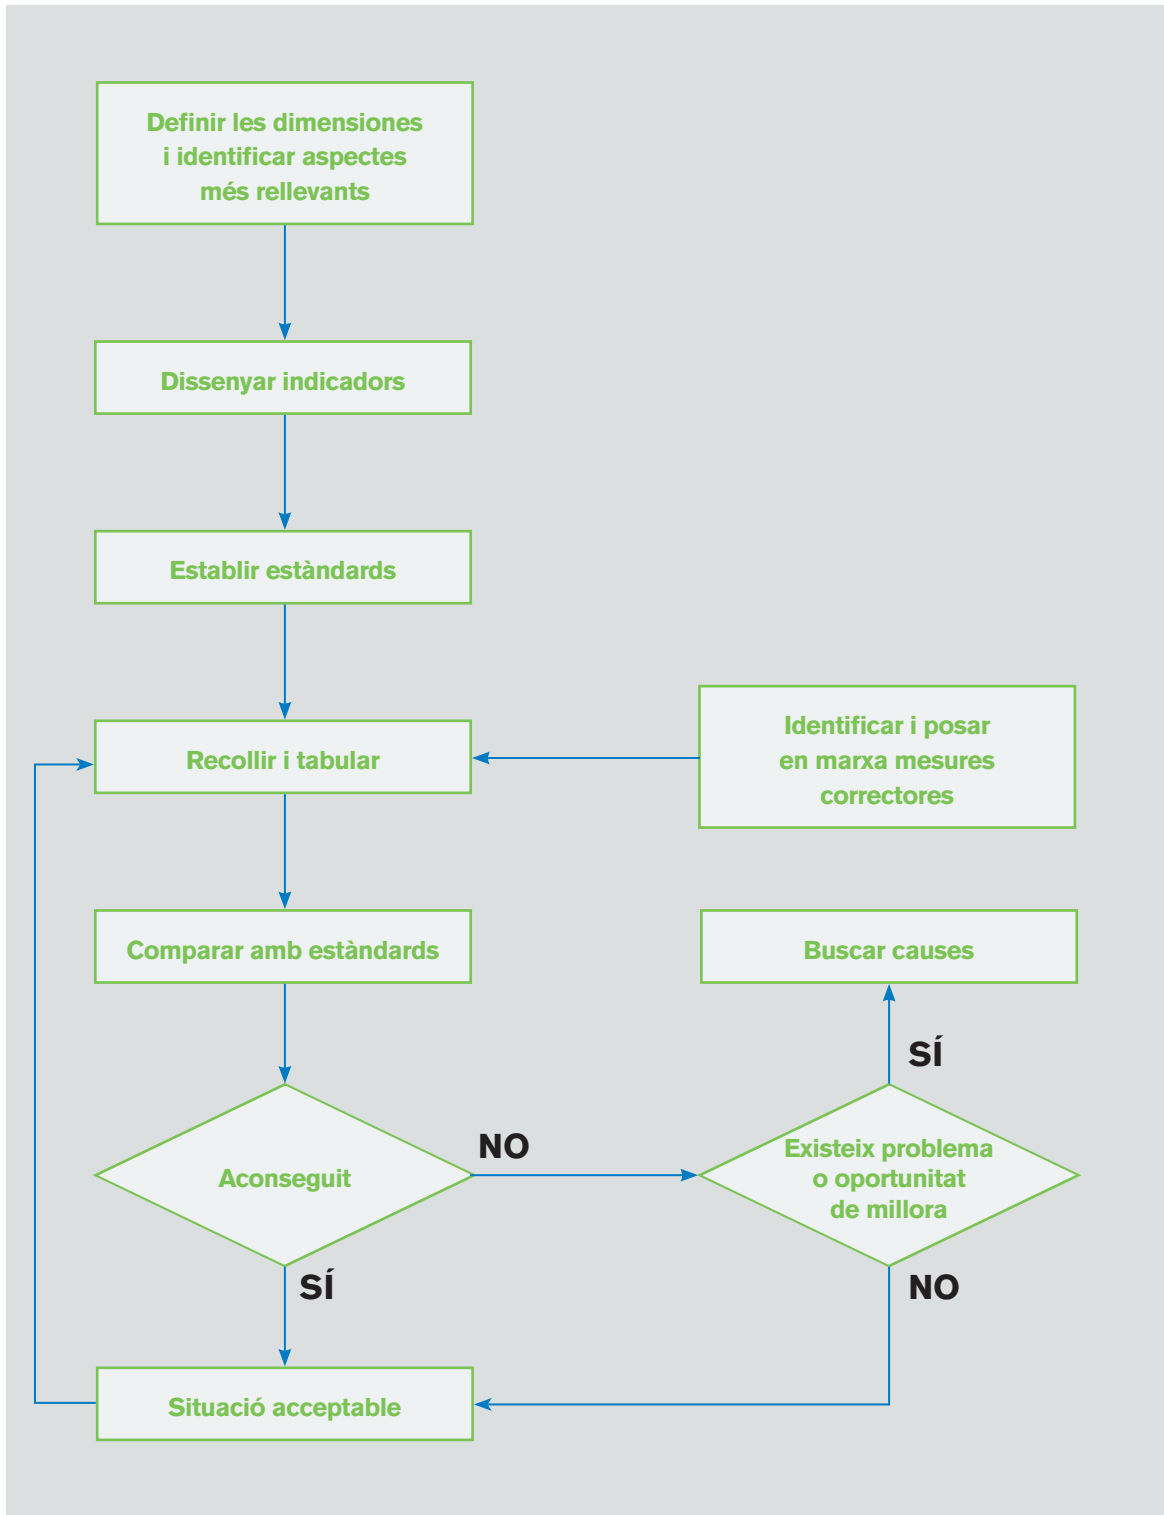 Definir les dimensiones
i identificar aspectes
més rellevants
Dissenyar indicadors
Establir estàndards
Recollir i tabular
Identificar i posar
en marxa mesures
correctores
Comparar amb estàndards
Buscar causes
SÍ
Aconseguit
NO
Existeix problema
o oportunitat
de millora
SÍ
NO
Situació acceptable